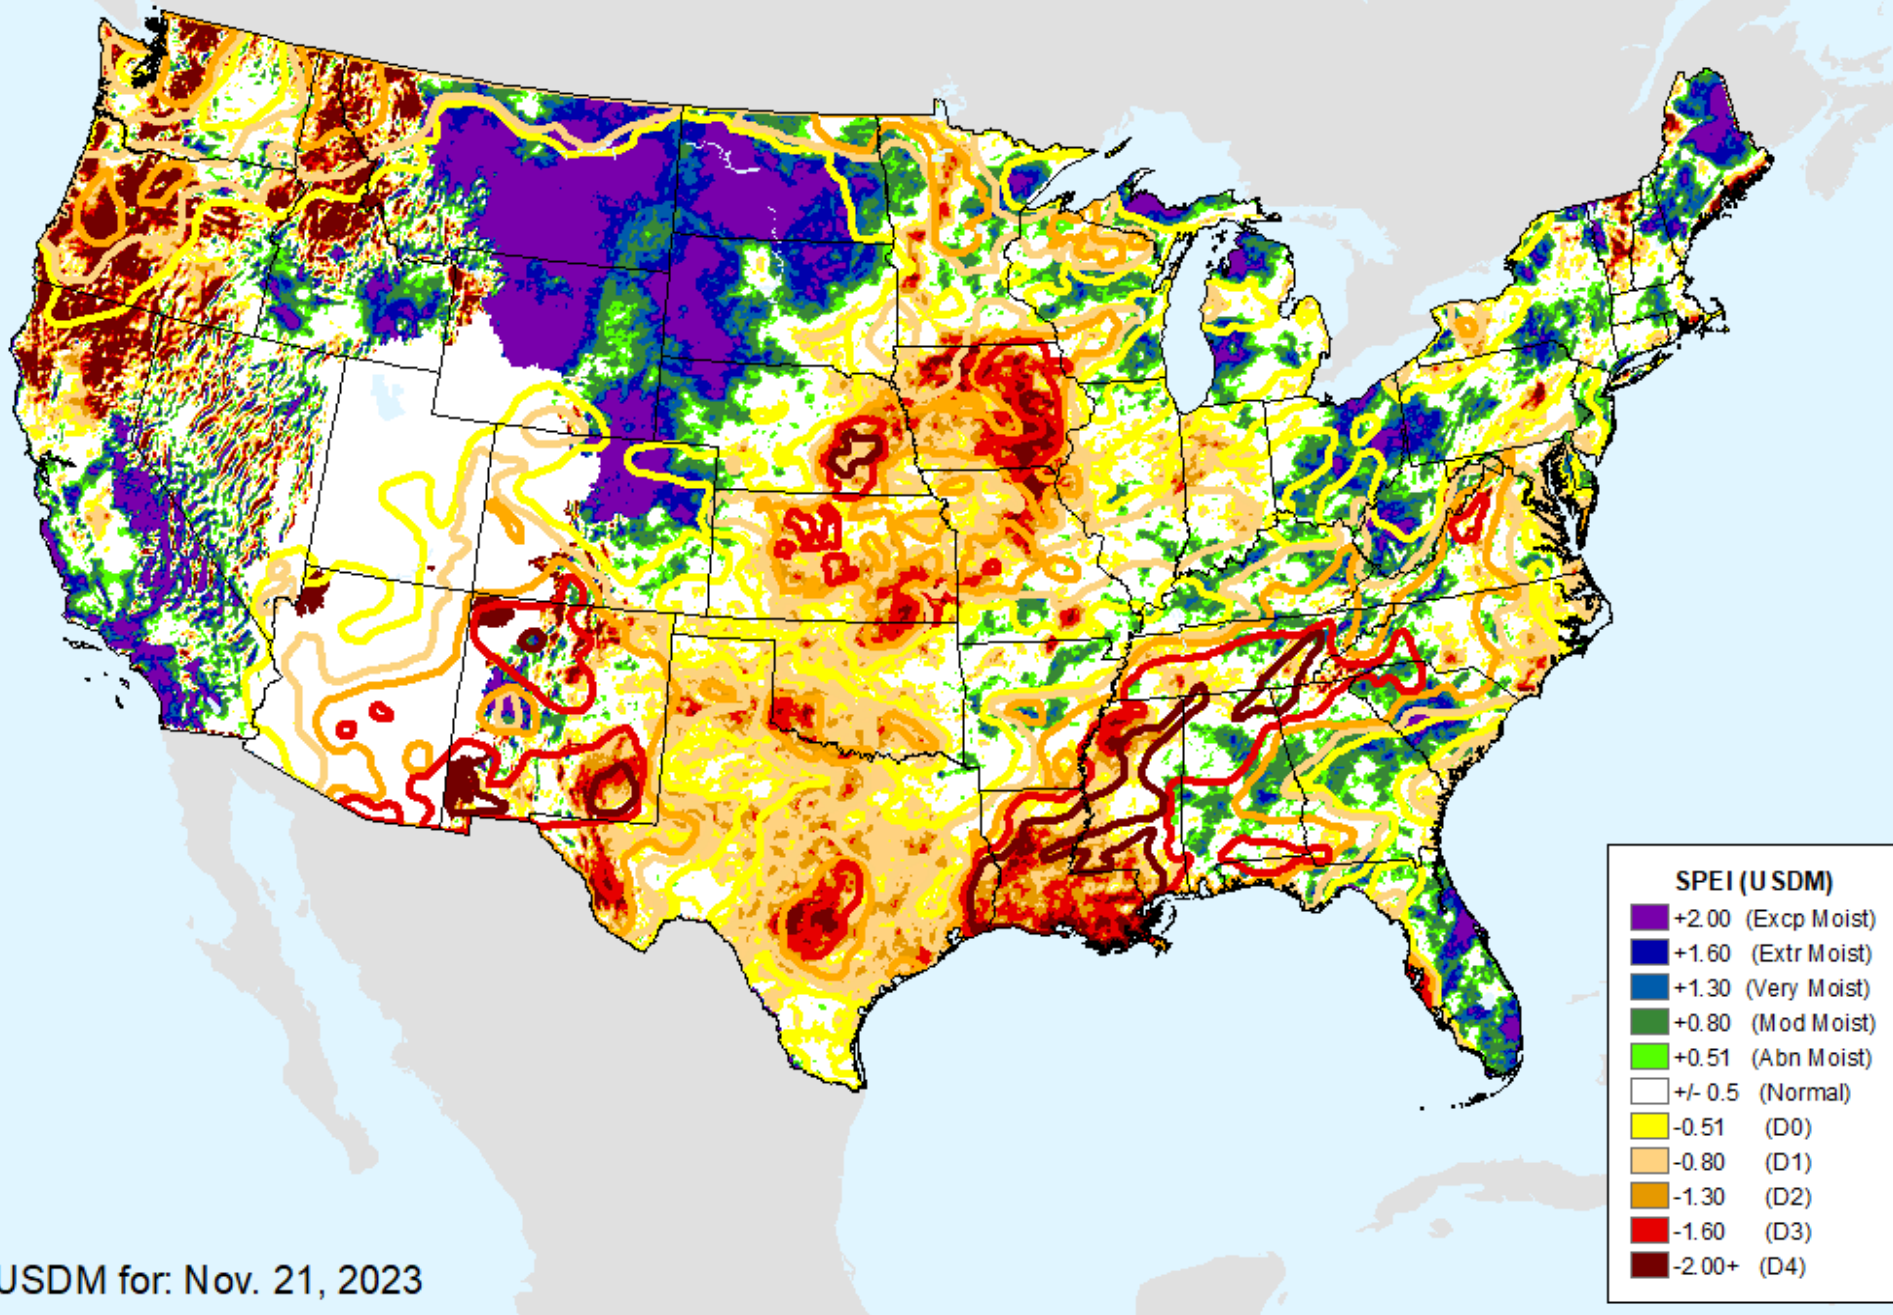 SPEI (USDM)
+2.00 (Excp Moist)
+1.60 (Extr Moist)
+1.30 (Very Moist)
+0.80 (Mod Moist)
+0.51 (Abn Moist)
+/- 0.5 (Normal)
-0.51 (D0)
-0.80 (D1)
-1.30 (D2)
-1.60 (D3)
-2.00+ (D4)
USDM for: Nov. 21, 2023